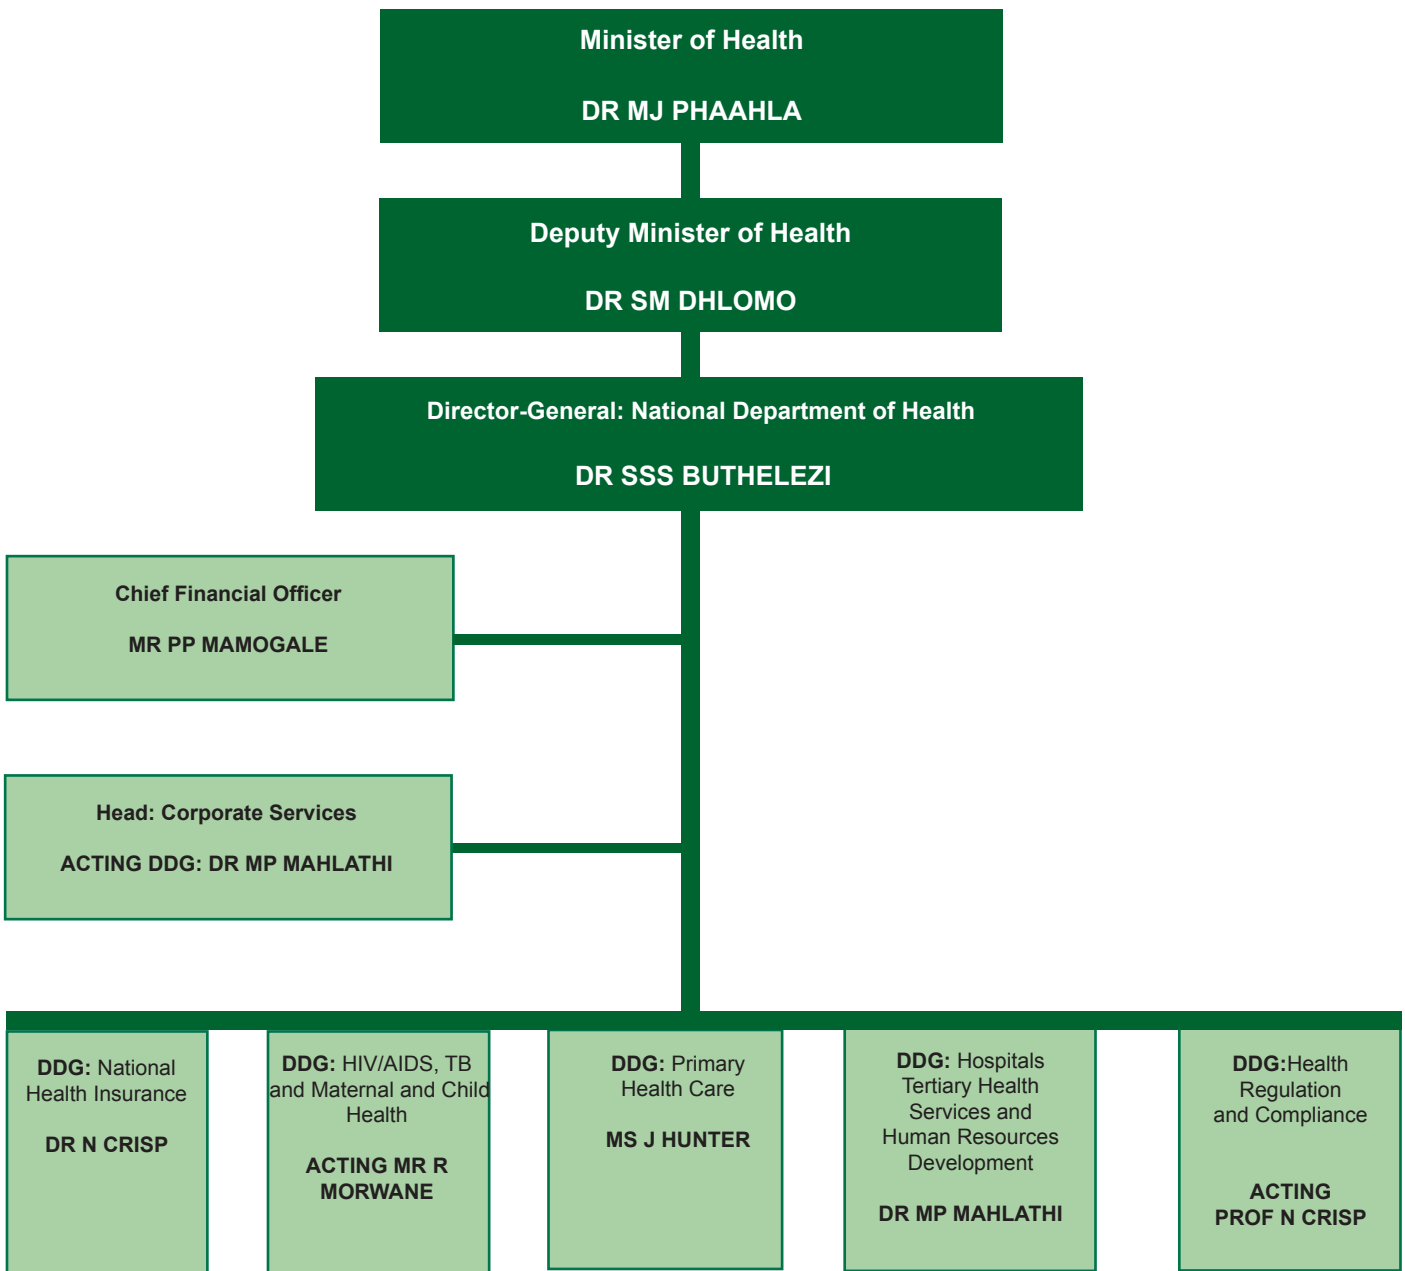 Minister of Health
DR MJ PHAAHLA
Deputy Minister of Health
DR SM DHLOMO
Director-General: National Department of Health
DR SSS BUTHELEZI
Chief Financial Officer
MR PP MAMOGALE
Head: Corporate Services
ACTING DDG: DR MP MAHLATHI
DDG: National
Health Insurance
DR N CRISP
DDG: HIV/AIDS, TB
and Maternal and Child
Health
ACTING MR R
MORWANE
DDG: Primary
Health Care
MS J HUNTER
DDG: Hospitals
Tertiary Health
Services and
Human Resources
Development
DR MP MAHLATHI
DDG:Health
Regulation
and Compliance
ACTING
PROF N CRISP